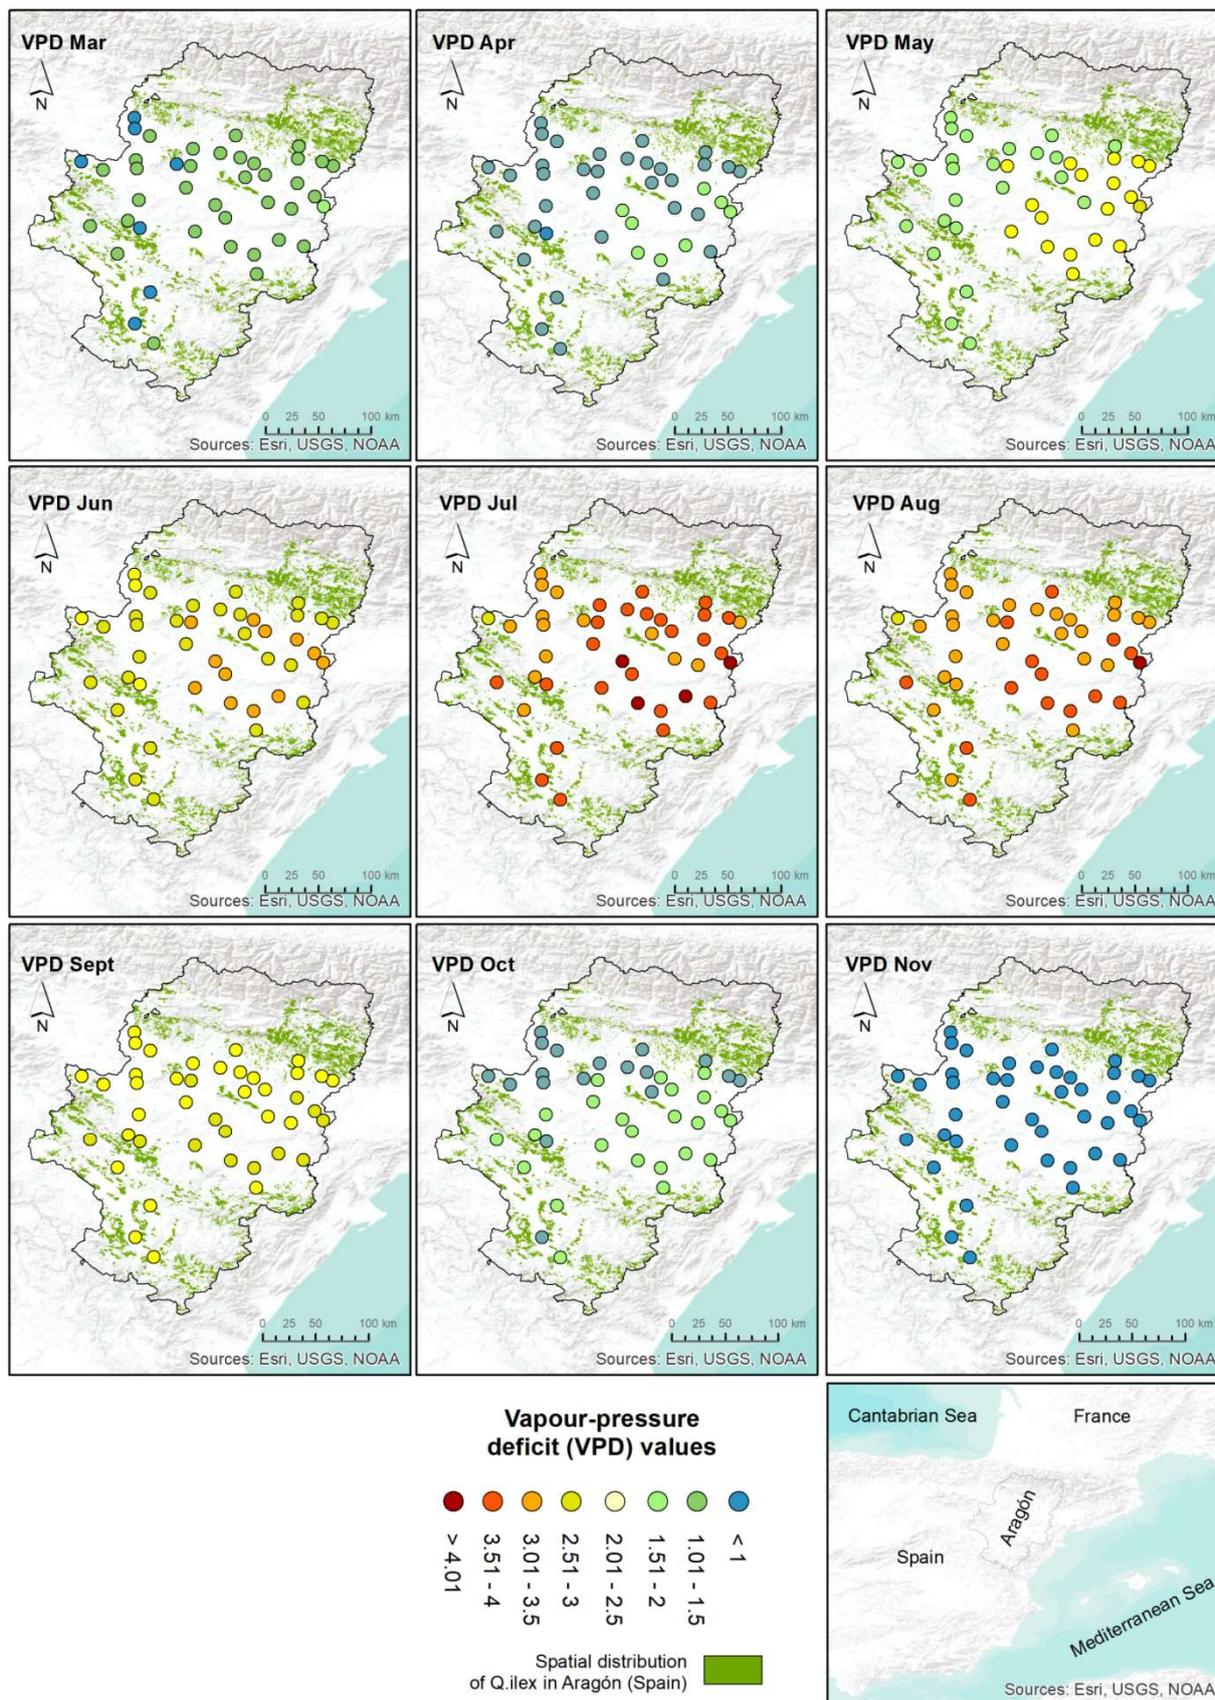 VPD Mar
N
0 25 50 100 km
Sources: Esri, USGS, NOAA
VPD Apr
N
0 25 50 100 km
Sources: Esri, USGS, NOAA
VPD May
N
0 25 50 100 km
Sources: Esri, USGS, NOAA
VPD Jun
N
0 25 50 100 km
Sources: Esri, USGS, NOAA
VPD Jul
N
0 25 50 100 km
Sources: Esri, USGS, NOAA
VPD Aug
N
0 25 50 100 km
Sources: Esri, USGS, NOAA
VPD Sept
N
0 25 50 100 km
Sources: Esri, USGS, NOAA
VPD Oct
N
0 25 50 100 km
Sources: Esri, USGS, NOAA
VPD Nov
N
0 25 50 100 km
Sources: Esri, USGS, NOAA
Vapour-pressure
deficit (VPD) values
> 4.01
3.51 - 4
3.01 - 3.5
2.51 - 3
2.01 - 2.5
1.51 - 2
1.01 - 1.5
< 1
Spatial distribution
of Q.ilex in Aragón (Spain)
Cantabrian Sea
France
Aragón
Spain
Mediterranean Sea
Sources: Esri, USGS, NOAA